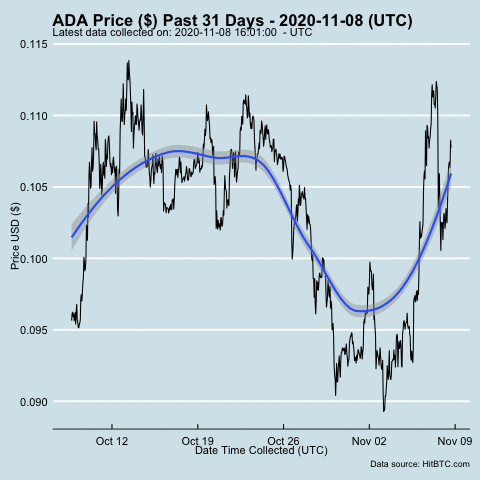 ADA Price ($) Past 31 Days - 2020-11-08 (UTC)
Latest data collected on: 2020-11-08 16:01:00 - UTC
0.115
0.110
0.105
0.100
0.095
0.090
Price USD ($)
Oct 12
Oct 19
Oct 26
Nov 02
Nov 09
Date Time Collected (UTC)
Data source: HitBTC.com